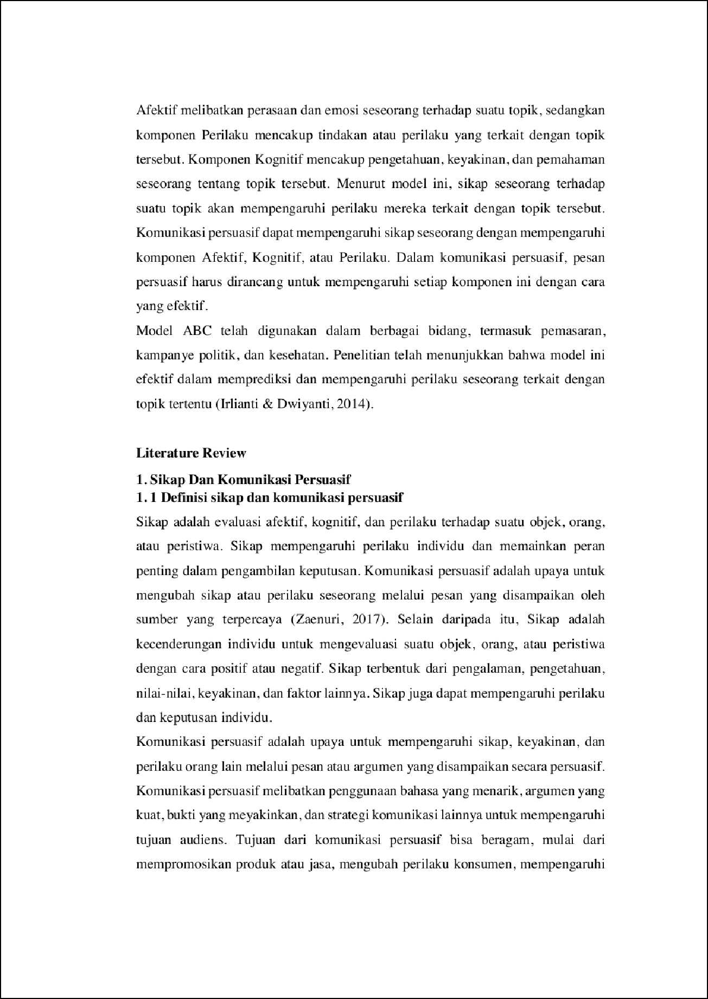 Afektif melibatkan perasaan dan emosi seseorang terhadap suatu topik, sedangkan
komponen Perilaku mencakup tindakan atau perilaku yang terkait dengan topik
tersebut. Komponen Kognitif mencakup pengetahuan, keyakinan, dan pemahaman
seseorang tentang topik tersebut. Menurut model ini, sikap seseorang terhadap
suatu topik akan mempengaruhi perilaku mereka terkait dengan topik tersebut.
Komunikasi persuasif dapat mempengaruhi sikap seseorang dengan mempengaruhi
komponen Afektif, Kognitif, atau Perilaku. Dalam komunikasi persuasif, pesan
persuasif harus dirancang untuk mempengaruhi setiap komponen ini dengan cara
yang efektif.
Model ABC telah digunakan dalam berbagai bidang, termasuk pemasaran,
kampanye politik, dan kesehatan. Penelitian telah menunjukkan bahwa model ini
efektif dalam memprediksi dan mempengaruhi perilaku seseorang terkait dengan
topik tertentu (Irlianti & Dwiyanti, 2014).
Literature Review
1. Sikap Dan Komunikasi Persuasif
1. 1 Definisi sikap dan komunikasi persuasif
Sikap adalah evaluasi afektif, kognitif, dan perilaku terhadap suatu objek, orang,
atau peristiwa. Sikap mempengaruhi perilaku individu dan memainkan peran
penting dalam pengambilan keputusan. Komunikasi persuasif adalah upaya untuk
mengubah sikap atau perilaku seseorang melalui pesan yang disampaikan oleh
sumber yang terpercaya (Zaenuri, 2017). Selain daripada itu, Sikap adalah
kecenderungan individu untuk mengevaluasi suatu objek, orang, atau peristiwa
dengan cara positif atau negatif. Sikap terbentuk dari pengalaman, pengetahuan,
nilai-nilai, keyakinan, dan faktor lainnya. Sikap juga dapat mempengaruhi perilaku
dan keputusan individu.
Komunikasi persuasif adalah upaya untuk mempengaruhi sikap, keyakinan, dan
perilaku orang lain melalui pesan atau argumen yang disampaikan secara persuasif.
Komunikasi persuasif melibatkan penggunaan bahasa yang menarik, argumen yang
kuat, bukti yang meyakinkan, dan strategi komunikasi lainnya untuk mempengaruhi
tujuan audiens. Tujuan dari komunikasi persuasif bisa beragam, mulai dari
mempromosikan produk atau jasa, mengubah perilaku konsumen, mempengaruhi